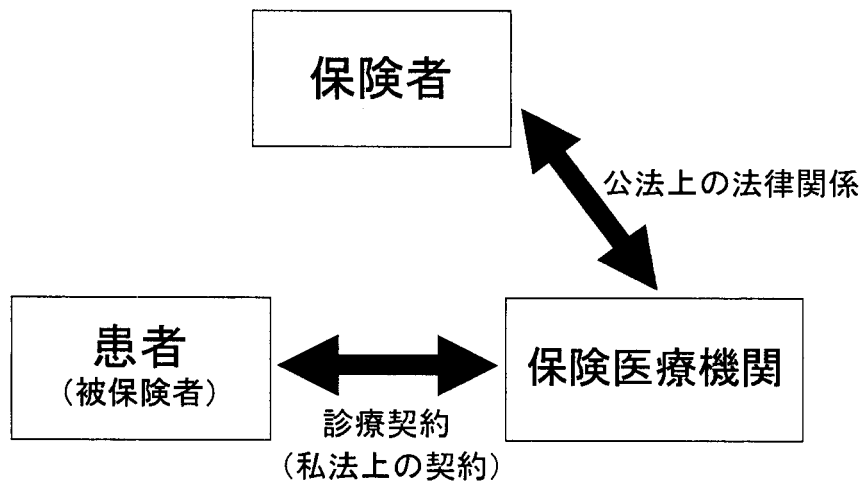 保険者
公法上の法律関係
患者
（被保険者）
保険医療機関
診療契約
（私法上の契約）